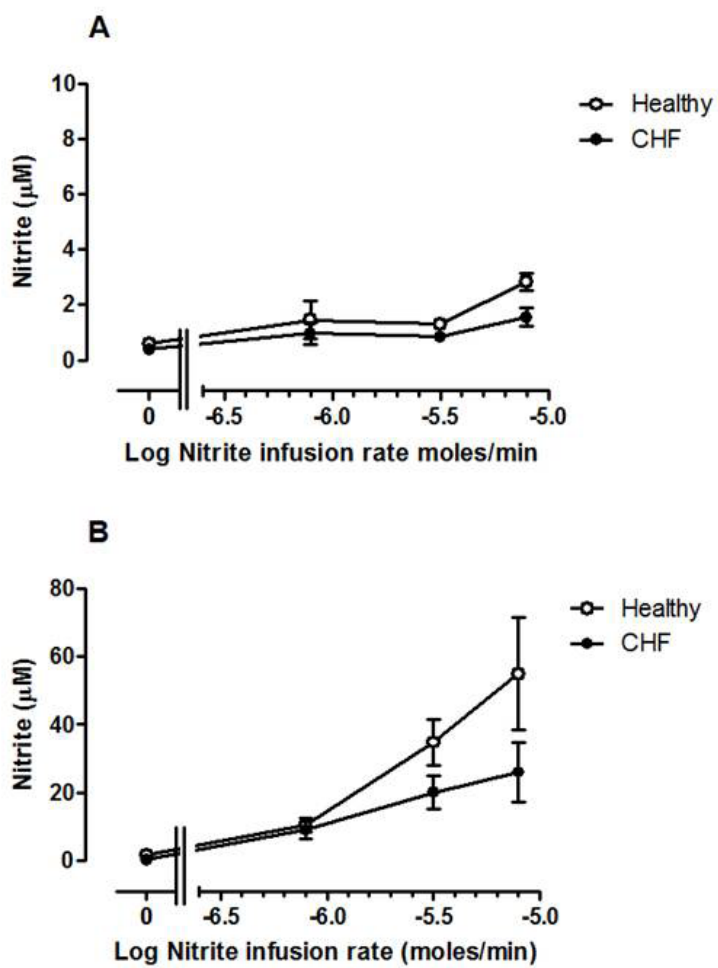 A
10
8
6
4
2
0
Nitrite (µM)
Healthy
CHF
0 -6.5 -6.0 -5.5 -5.0
Log Nitrite infusion rate moles/min
B
80
60
40
20
0
Nitrite (µM)
Healthy
CHF
0 -6.5 -6.0 -5.5 -5.0
Log Nitrite infusion rate (moles/min)